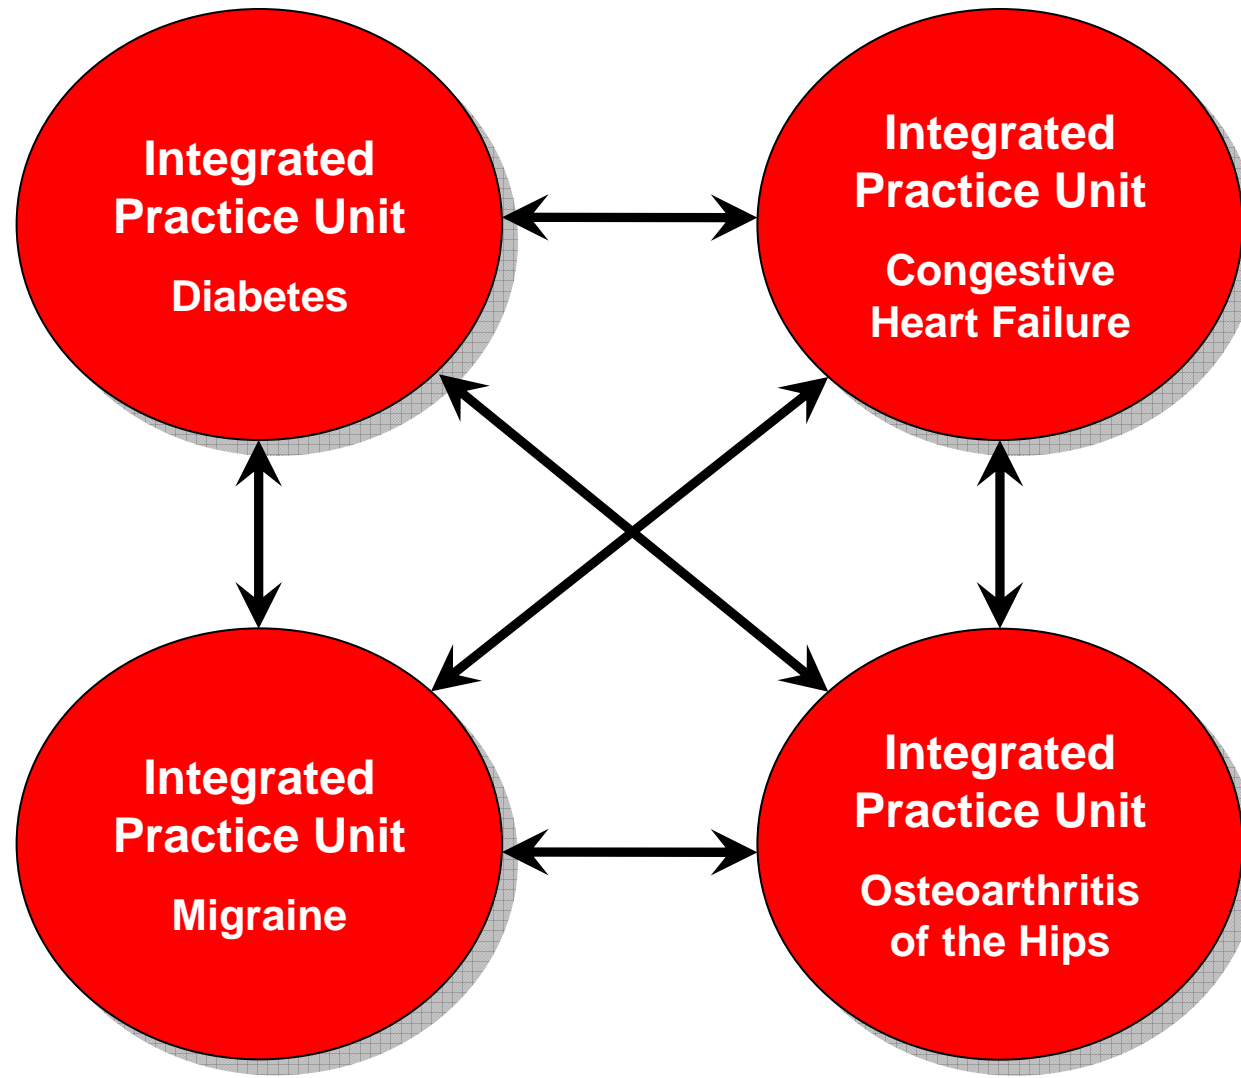 Integrated
Practice Unit
Diabetes
Integrated
Practice Unit
Congestive
Heart Failure
Integrated
Practice Unit
Migraine
Integrated
Practice Unit
Osteoarthritis
of the Hips